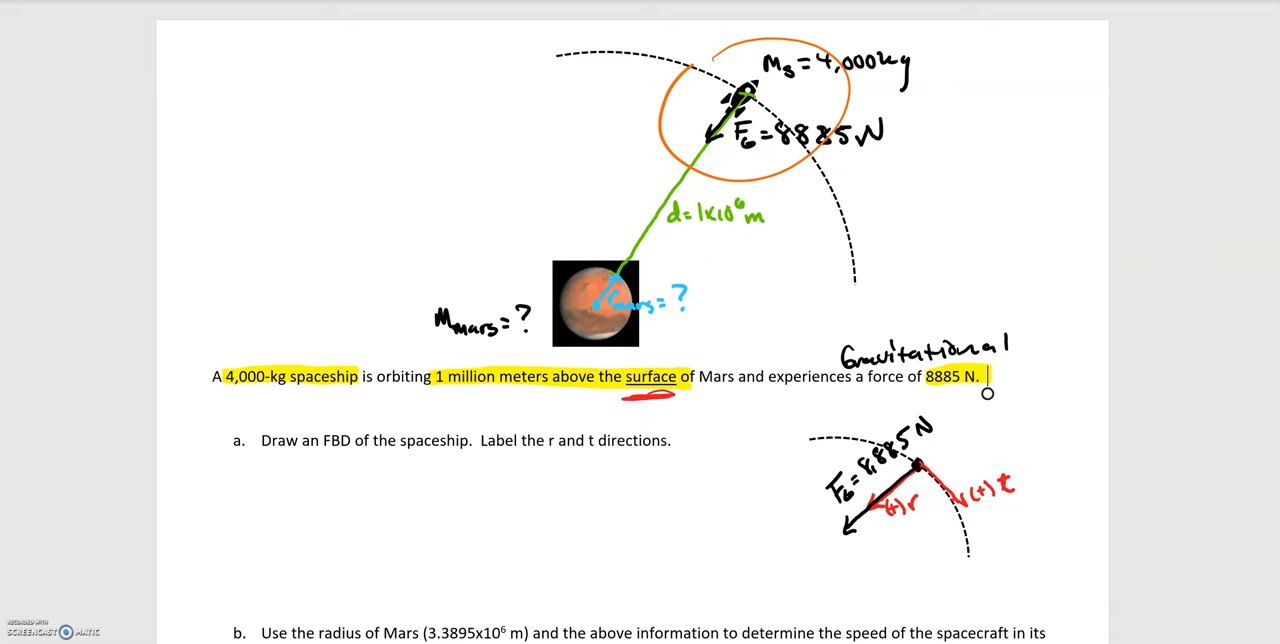 Ms = 4,000kg
FG = 8885 N
d = 1x10⁶ m
rmars = ?
Mmars = ?
Gravitational
A 4,000-kg spaceship is orbiting 1 million meters above the surface of Mars and experiences a force of 8885 N.
a. Draw an FBD of the spaceship. Label the r and t directions.
FG = 8,885 N
(+) r
(+) t
RECORDED WITH
SCREENCAST MATIC
b. Use the radius of Mars (3.3895x10⁶ m) and the above information to determine the speed of the spacecraft in its